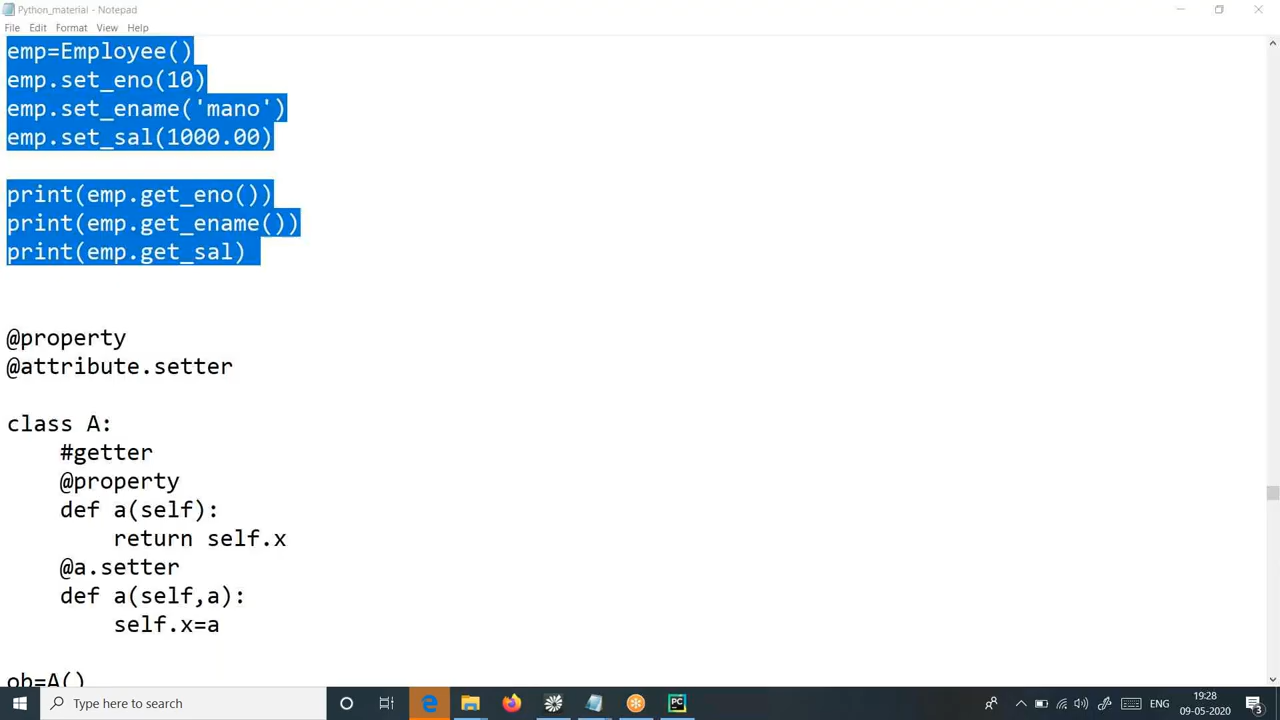 Python_material - Notepad
File Edit Format View Help
emp=Employee()
emp.set_eno(10)
emp.set_ename('mano')
emp.set_sal(1000.00)
print(emp.get_eno())
print(emp.get_ename())
print(emp.get_sal)
@property
@attribute.setter
class A:
#getter
@property
def a(self):
return self.x
@a.setter
def a(self,a):
self.x=a
ob=A()
Type here to search
PC
ENG
19:28
09-05-2020
3